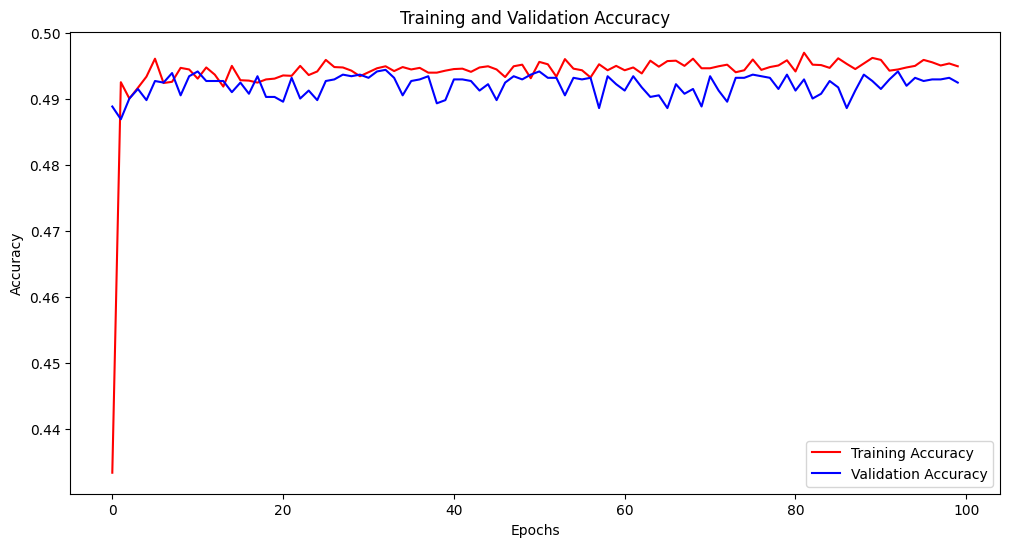 Training and Validation Accuracy
Accuracy
0.50
0.49
0.48
0.47
0.46
0.45
0.44
0
20
40
60
80
100
Epochs
Training Accuracy
Validation Accuracy